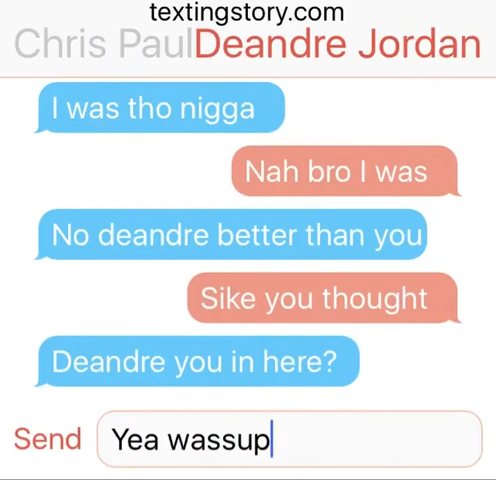 textingstory.com
Chris Paul Deandre Jordan
I was tho nigga
Nah bro I was
No deandre better than you
Sike you thought
Deandre you in here?
Send Yea wassup